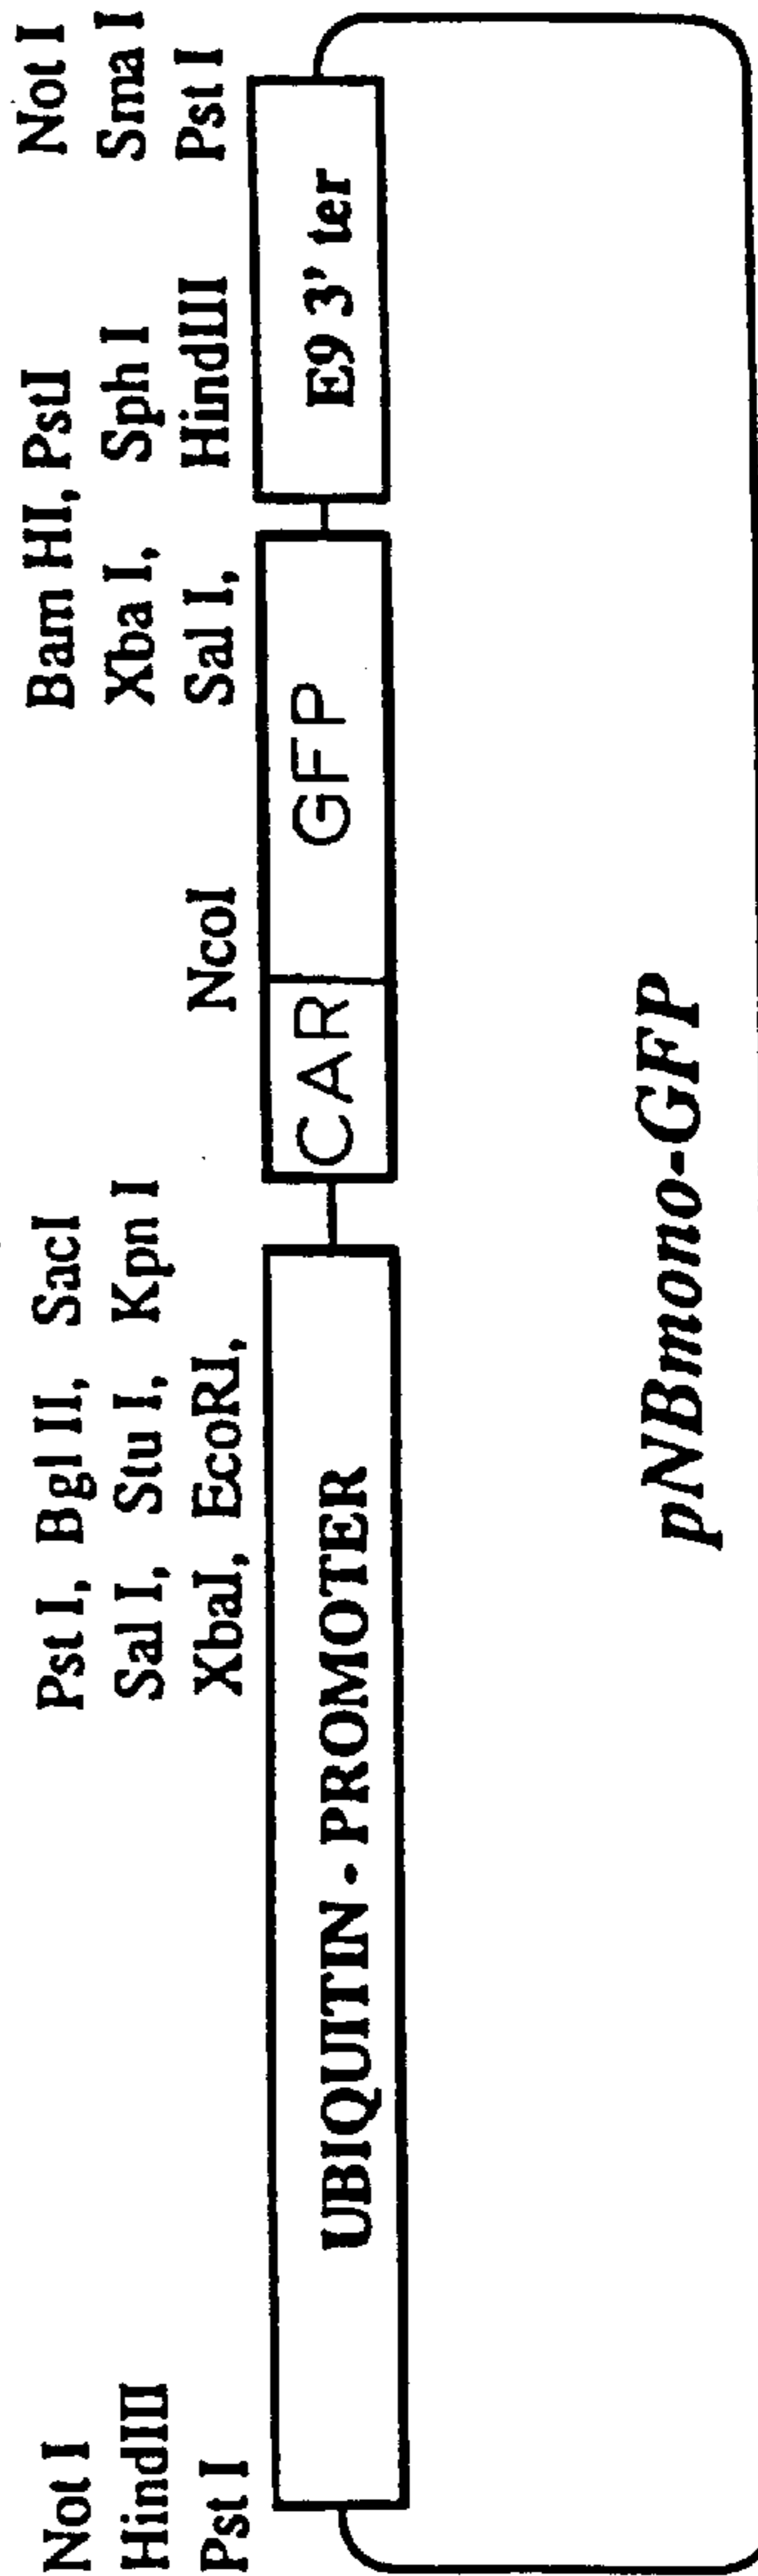 Not I
HindIII
Pst I
Pst I, Bgl II, SacI
Sal I, Stu I, Kpn I
XbaI, EcoRI,
NcoI
Bam HI, PstI
Xba I, Sph I
Sal I, HindIII
Not I
Sma I
Pst I
UBIQUITIN - PROMOTER
CAR
GFP
E9 3' ter
pNBmono-GFP